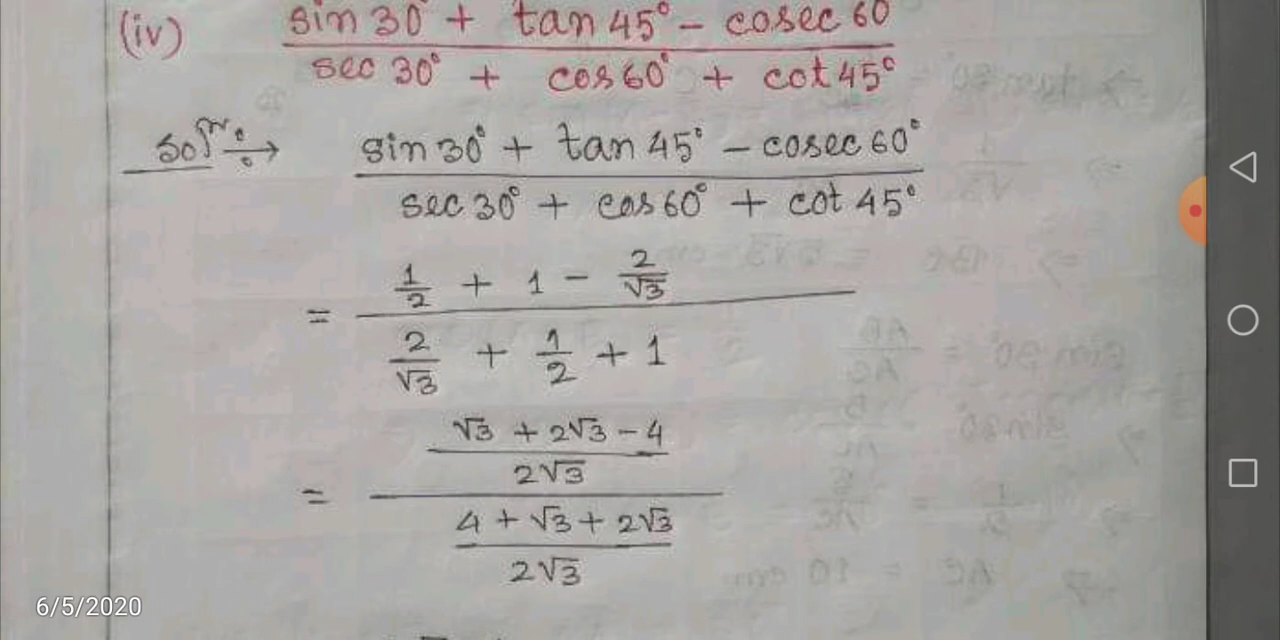 (iv) sin 30° + tan 45° − cosec 60
sec 30° + cos 60° + cot 45°
sol^n :→ sin 30° + tan 45° − cosec 60°
sec 30° + cos 60° + cot 45°
= 1/2 + 1 − 2/√3
2/√3 + 1/2 + 1
√3 + 2√3 − 4
2√3
=
4 + √3 + 2√3
2√3
6/5/2020